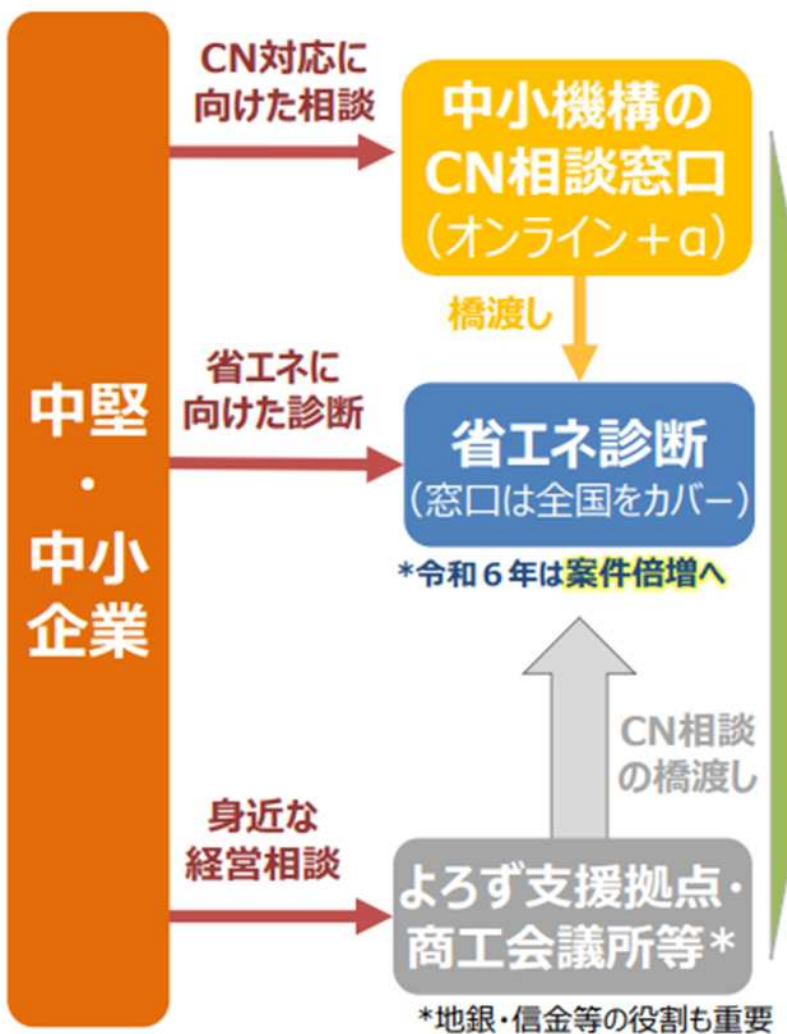 中堅
・
中小
企業
CN対応に
向けた相談
中小機構の
CN相談窓口
（オンライン＋α）
橋渡し
省エネに
向けた診断
省エネ診断
（窓口は全国をカバー）
*令和６年は案件倍増へ
CN相談
の橋渡し
身近な
経営相談
よろず支援拠点・
商工会議所等*
*地銀・信金等の役割も重要